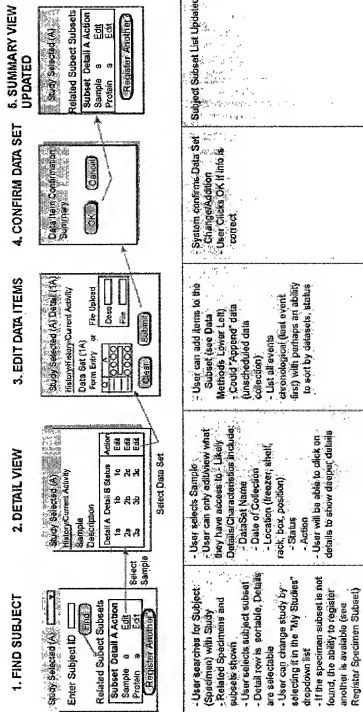 1. FIND SUBJECT
Study Selected (A)
Enter Subject ID
Find
Related Subject Subsets
Subset Detail A Action
Sample a Edit
Protein a Edit
Register Another
- User searches for Subject
(Specimen) with Study
- Related Specimens and
subsets shown
- User selects subject subset
- Detail row is sortable, Details
are selectable
- User can change study by
selecting in the "My Studies"
dropdown list
- If the specimen subset is not
found, the ability to register
another is available (see
Register Specimen Subset)
2. DETAIL VIEW
Study Selected (A)
History/Current Activity
Sample
Description
Detail A Detail B Status Action
1a 1b 1c Edit
2a 2b 2c Edit
3a 3b 3c Edit
Select
Sample
Select Data Set
- User selects Sample
- User can only edit/view what
they have access to - Likely
Details/Characteristics include:
- DataSet Name
- Date of Collection
- Location (freezer, shelf,
rack, box, position)
- Status
- Action
- User will be able to click on
details to show deeper details
3. EDIT DATA ITEMS
Study Selected (A) Detail (1A)
History/Current Activity
Data Set (1A)
Form Entry or File Upload
Desc
File
Clear
Submit
- User can add items to the
Subset (see Data
Methods Lower Left)
- Could "Append" data
(unscheduled data
collection)
- List all events
chronological (last event
first) with perhaps an ability
to sort by datasets, status
4. CONFIRM DATA SET
Data Item Confirmation
Summary
OK
Cancel
System confirms Data Set
Change/Addition
- User Clicks OK if info is
correct.
5. SUMMARY VIEW
UPDATED
Study Selected (A)
Related Subject Subsets
Subset Detail A Action
Sample a Edit
Protein a Edit
Register Another
Subject Subset List Updated